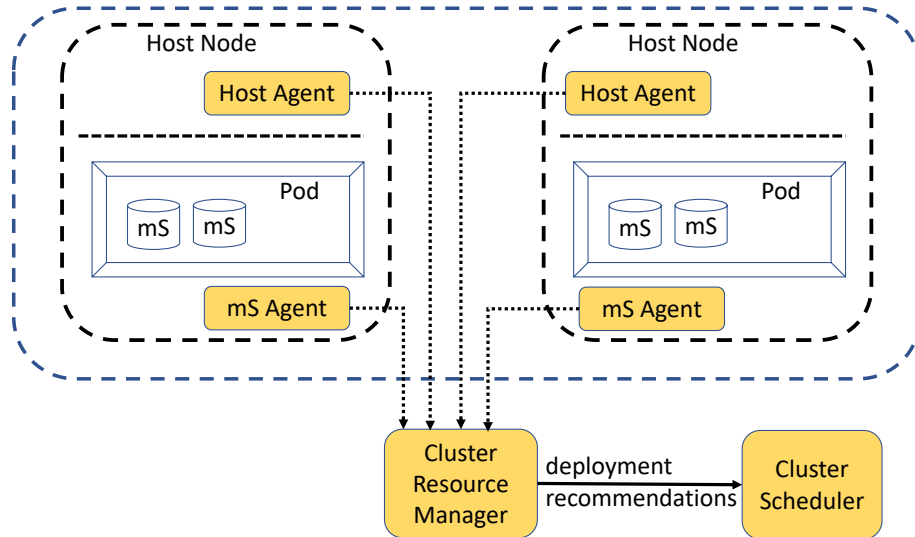 Host Node
Host Agent
Pod
mS
mS
mS Agent
Host Node
Host Agent
Pod
mS
mS
mS Agent
Cluster
Resource
Manager
deployment
recommendations
Cluster
Scheduler